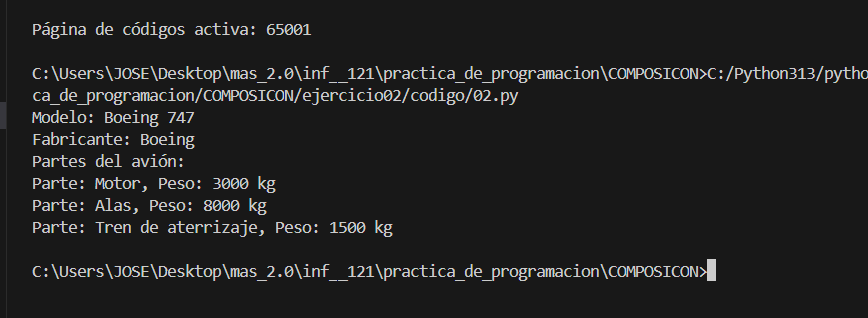 Página de códigos activa: 65001
C:\Users\JOSE\Desktop\mas_2.0\inf__121\practica_de_programacion\COMPOSICON>C:/Python313/pytho
ca_de_programacion/COMPOSICON/ejercicio02/codigo/02.py
Modelo: Boeing 747
Fabricante: Boeing
Partes del avión:
Parte: Motor, Peso: 3000 kg
Parte: Alas, Peso: 8000 kg
Parte: Tren de aterrizaje, Peso: 1500 kg
C:\Users\JOSE\Desktop\mas_2.0\inf__121\practica_de_programacion\COMPOSICON>